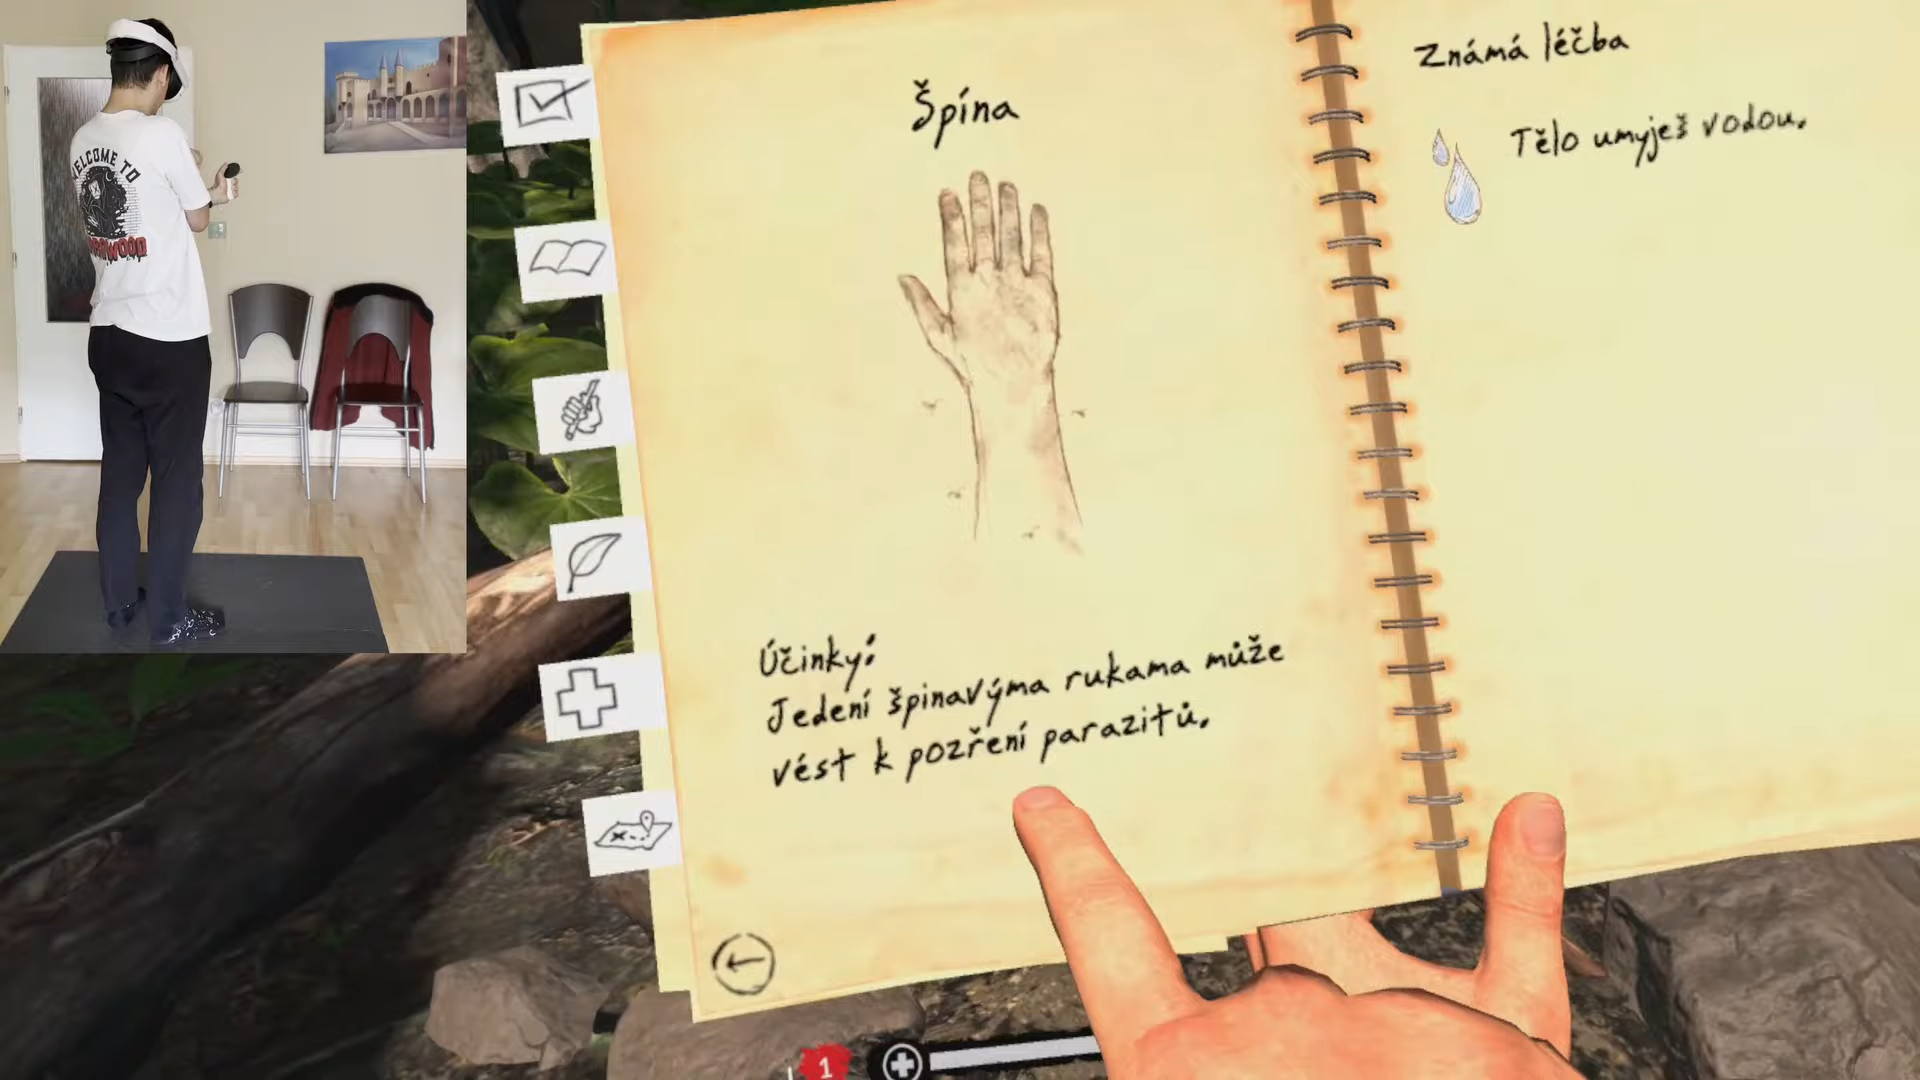 WELCOME TO
Špína
Účinky:
Jedení špinavýma rukama může
vést k pozření parazitů.
Známá léčba
Tělo umyješ vodou.
1